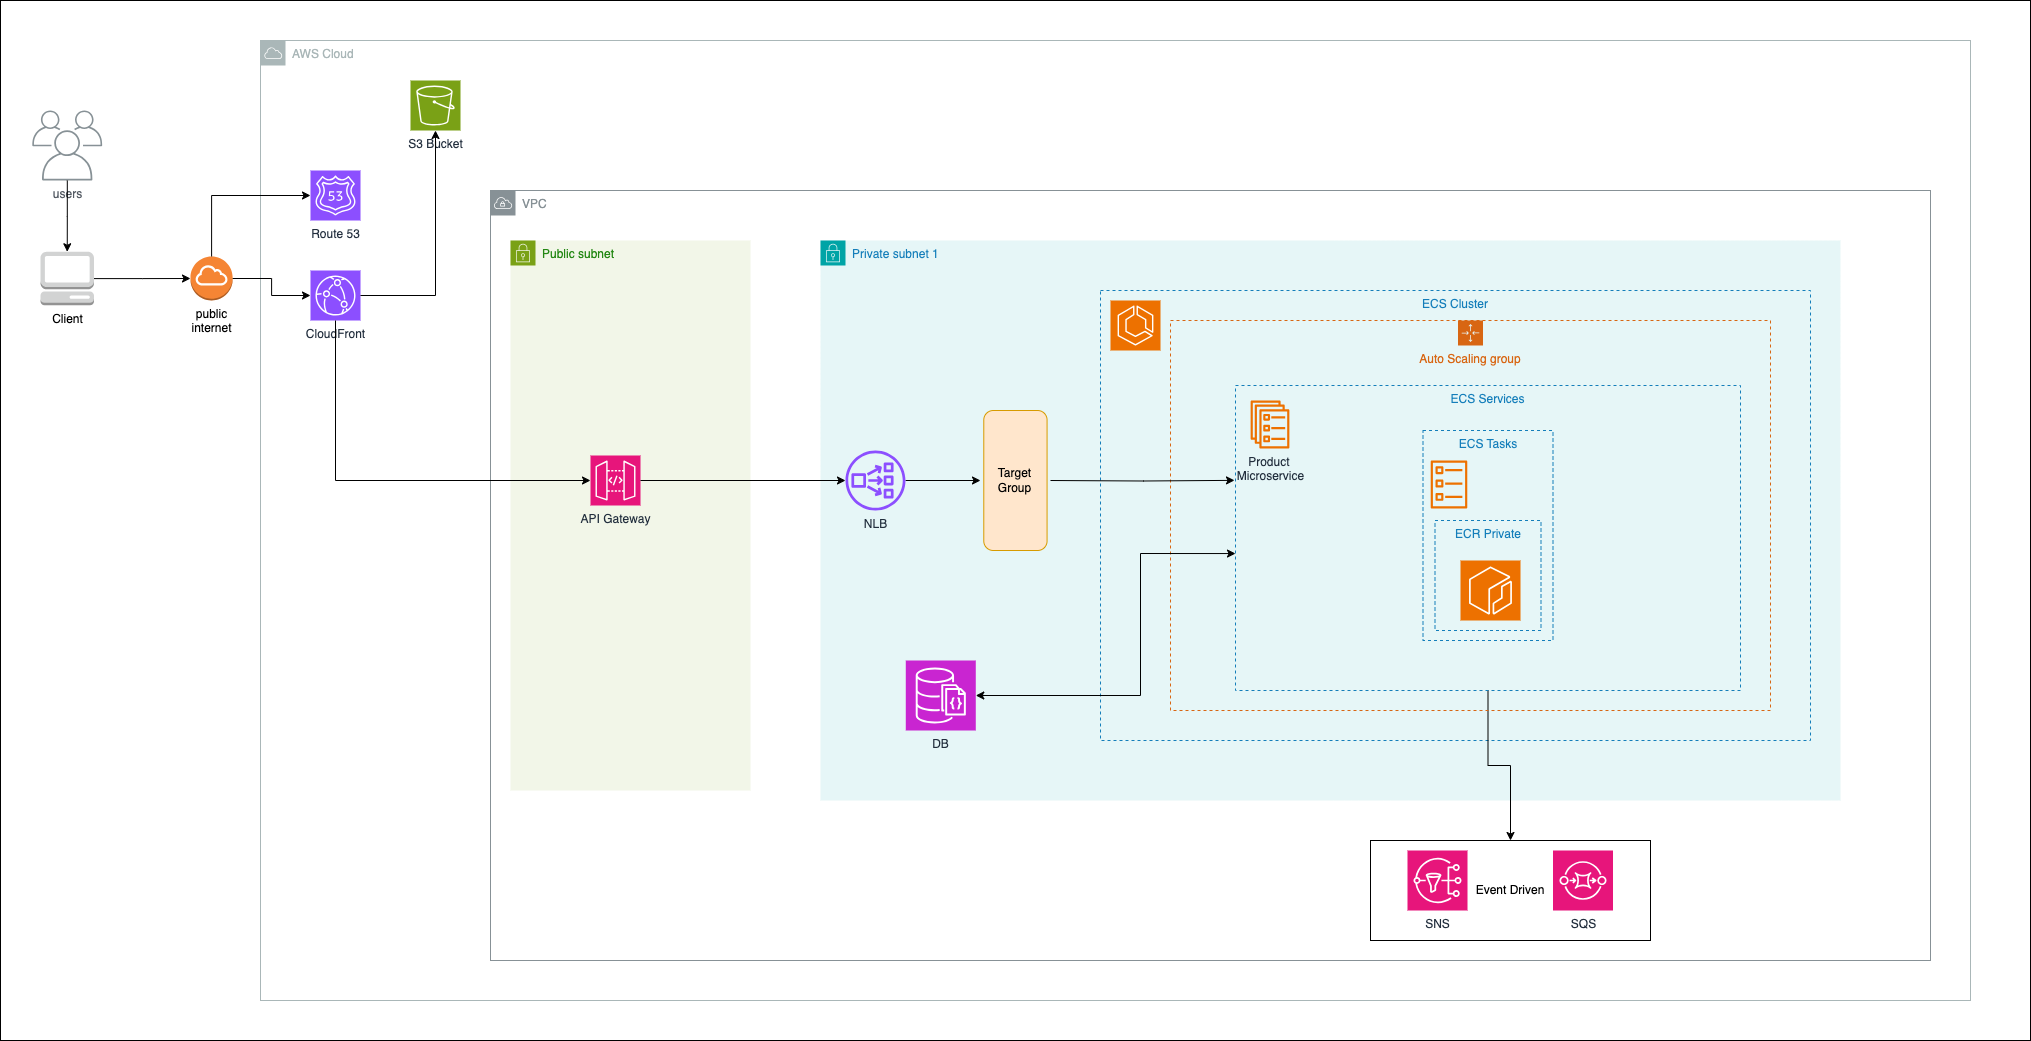 AWS Cloud
S3 Bucket
users
53
Route 53
VPC
Public subnet
Private subnet 1
Client
public
internet
CloudFront
ECS Cluster
Auto Scaling group
ECS Services
Product
Microservice
ECS Tasks
ECR Private
Target
Group
API Gateway
NLB
DB
Event Driven
SNS
SQS